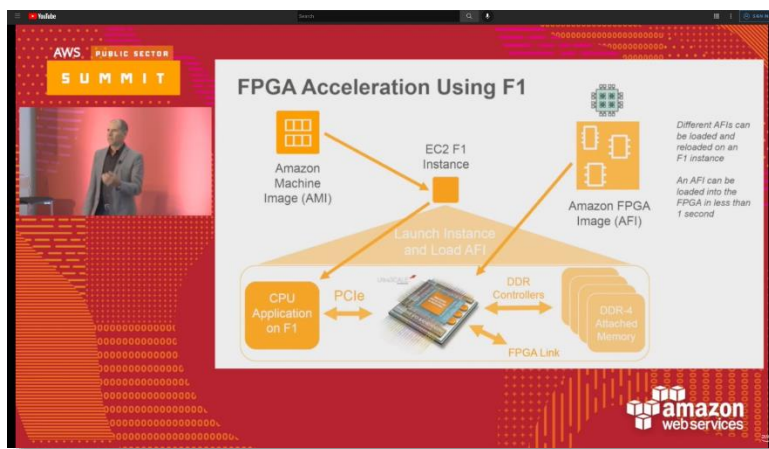 YouTube
Search
SIGN IN
AWS PUBLIC SECTOR
SUMMIT
FPGA Acceleration Using F1
Amazon
Machine
Image (AMI)
EC2 F1
Instance
Amazon FPGA
Image (AFI)
Different AFIs can
be loaded and
reloaded on an
F1 instance
An AFI can be
loaded into the
FPGA in less than
1 second
Launch Instance
and Load AFI
CPU
Application
on F1
PCIe
DDR
Controllers
DDR-4
Attached
Memory
FPGA Link
amazon
webservices